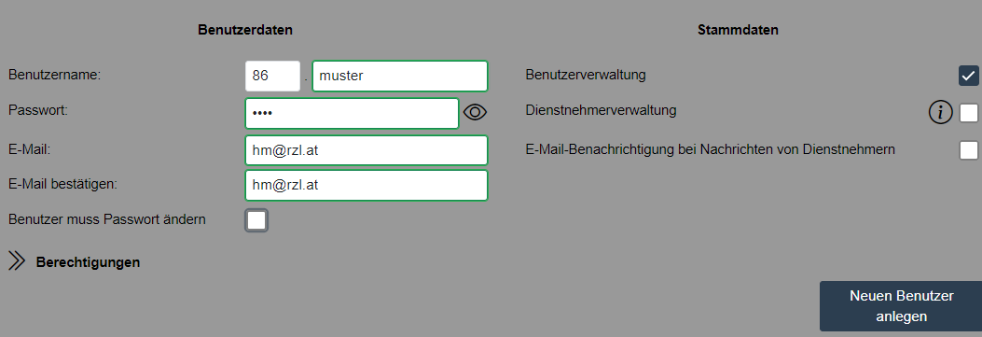 Benutzerdaten
Benutzername: 86 . muster
Passwort: ••••
E-Mail: hm@rzl.at
E-Mail bestätigen: hm@rzl.at
Benutzer muss Passwort ändern
Berechtigungen
Stammdaten
Benutzerverwaltung
Dienstnehmerverwaltung i
E-Mail-Benachrichtigung bei Nachrichten von Dienstnehmern
Neuen Benutzer
anlegen